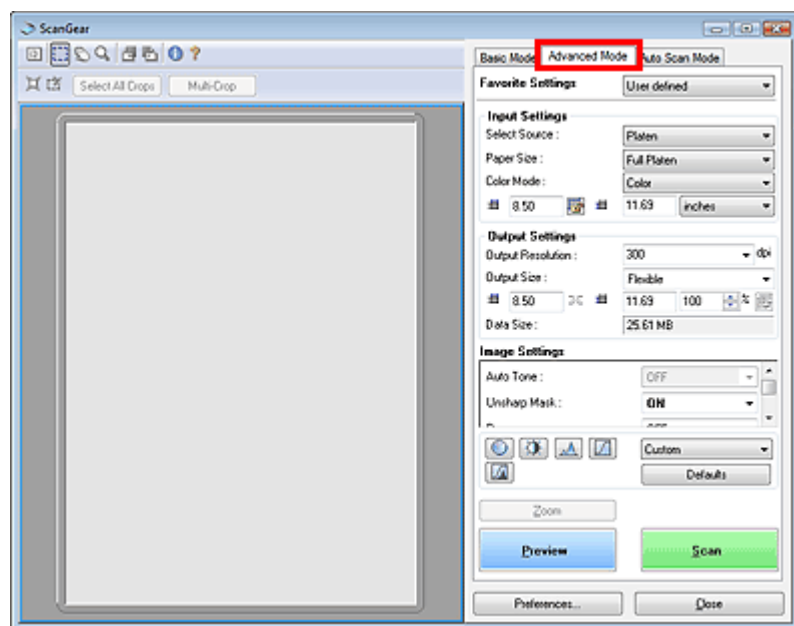 ScanGear
Select All Crops Multi-Crop
Basic Mode Advanced Mode Auto Scan Mode
Favorite Settings User defined
Input Settings
Select Source : Platen
Paper Size : Full Platen
Color Mode : Color
8.50 11.69 inches
Output Settings
Output Resolution : 300 dpi
Output Size : Flexible
8.50 11.69 100 %
Data Size : 25.61 MB
Image Settings
Auto Tone : OFF
Unsharp Mask : ON
Custom
Defaults
Zoom
Preview Scan
Preferences... Close